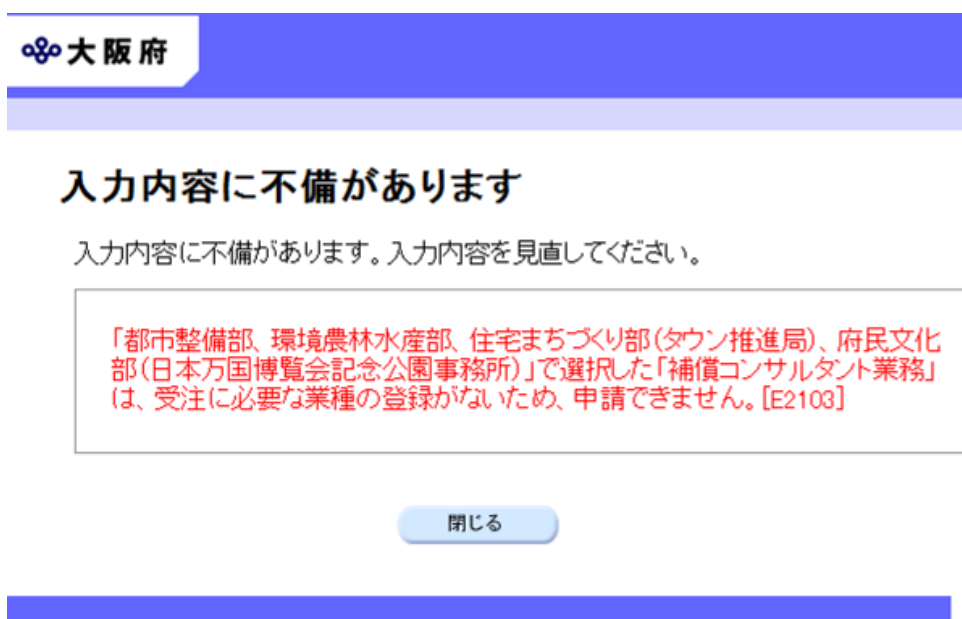 大阪府
入力内容に不備があります
入力内容に不備があります。入力内容を見直してください。
「都市整備部、環境農林水産部、住宅まちづくり部(タウン推進局)、府民文化
部(日本万国博覧会記念公園事務所)」で選択した「補償コンサルタント業務」
は、受注に必要な業種の登録がないため、申請できません。[E2103]
閉じる